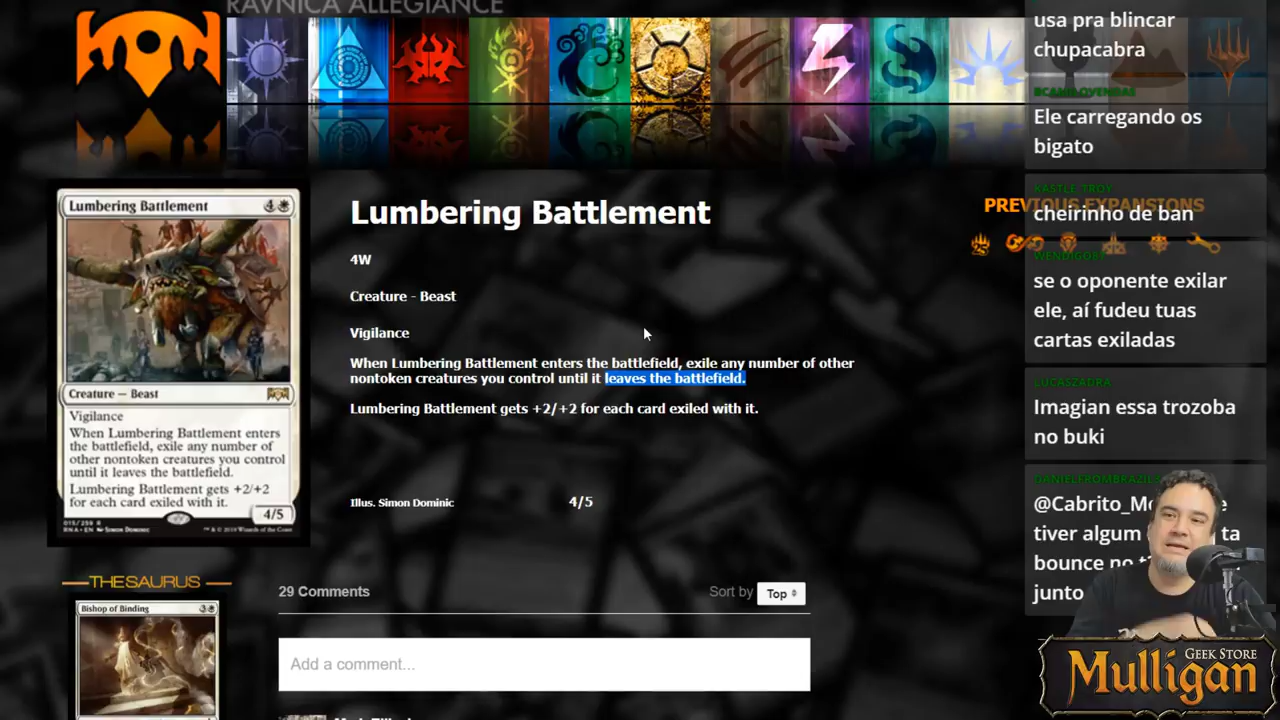 RAVNICA ALLEGIANCE
Lumbering Battlement
4W
Creature - Beast
Vigilance
When Lumbering Battlement enters the battlefield, exile any number of other
nontoken creatures you control until it leaves the battlefield.
Lumbering Battlement gets +2/+2 for each card exiled with it.
Illus. Simon Dominic
4/5
Lumbering Battlement
4
Creature — Beast
Vigilance
When Lumbering Battlement enters
the battlefield, exile any number of
other nontoken creatures you control
until it leaves the battlefield.
Lumbering Battlement gets +2/+2
for each card exiled with it.
4/5
THESAURUS
Bishop of Binding
3
29 Comments
Sort by
Top
Add a comment...
PREVIOUS EXPANSIONS
usa pra blincar
chupacabra
Ele carregando os
bigato
KASTLE_TROY
cheirinho de ban
se o oponente exilar
ele, aí fudeu tuas
cartas exiladas
LUCASZAURA
Imagian essa trozoba
no buki
tiver algum
ta
bounce no
junto
GEEK STORE
Mulligan